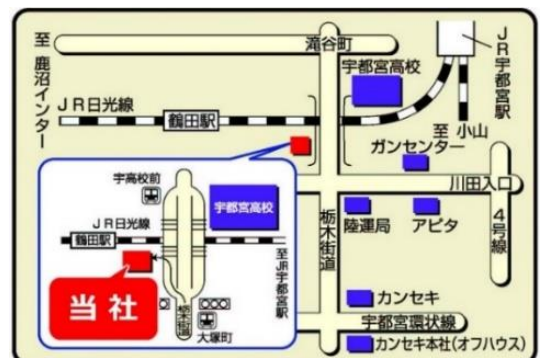 至 鹿沼インター
滝谷町
JR宇都宮駅
宇都宮高校
JR日光線
鶴田駅
至 小山
ガンセンター
川田入口
陸運局
アピタ
4号線
栃木街道
カンセキ
宇都宮環状線
カンセキ本社(オフハウス)
宇高校前
宇都宮高校
JR日光線
鶴田駅
至JR宇都宮駅
当社
栃木街道
大塚町